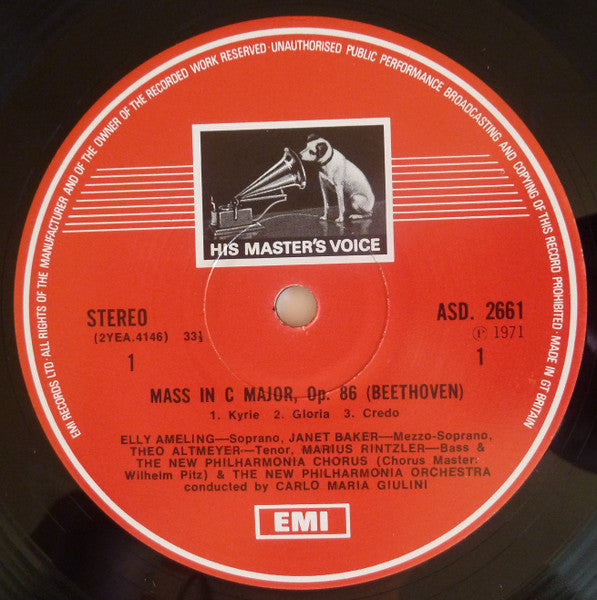 EMI RECORDS LTD · ALL RIGHTS OF THE MANUFACTURER AND OF THE OWNER OF THE RECORDED WORK RESERVED · UNAUTHORISED PUBLIC PERFORMANCE BROADCASTING AND COPYING OF THIS RECORD PROHIBITED · MADE IN GT BRITAIN
HIS MASTER'S VOICE
STEREO ASD. 2661
(2YEA.4146) 33⅓ ℗ 1971
1 1
MASS IN C MAJOR, Op. 86 (BEETHOVEN)
1. Kyrie 2. Gloria 3. Credo
ELLY AMELING—Soprano, JANET BAKER—Mezzo-Soprano,
THEO ALTMEYER—Tenor, MARIUS RINTZLER—Bass &
THE NEW PHILHARMONIA CHORUS (Chorus Master:
Wilhelm Pitz) & THE NEW PHILHARMONIA ORCHESTRA
conducted by CARLO MARIA GIULINI
EMI